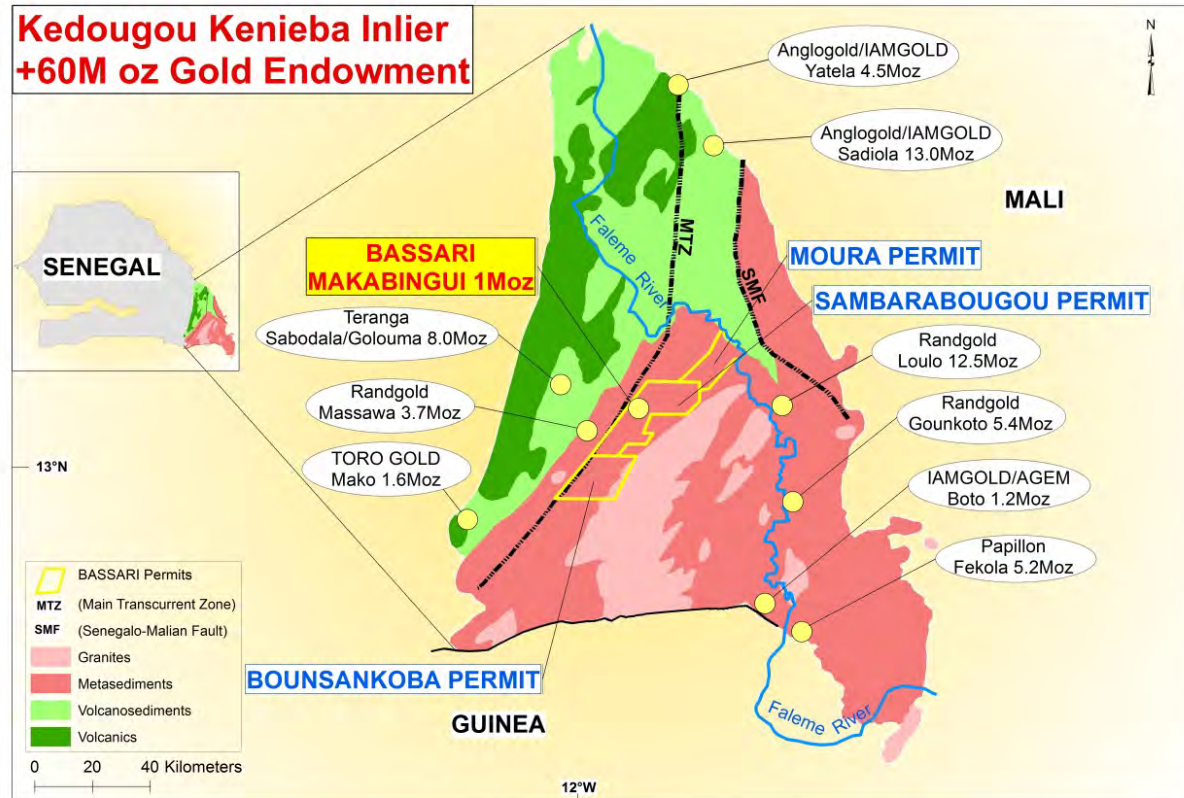 Kedougou Kenieba Inlier
+60M oz Gold Endowment
N
Anglogold/IAMGOLD
Yatela 4.5Moz
Anglogold/IAMGOLD
Sadiola 13.0Moz
MALI
SENEGAL
Faleme River
MTZ
SMF
BASSARI
MAKABINGUI 1Moz
MOURA PERMIT
SAMBARABOUGOU PERMIT
Teranga
Sabodala/Golouma 8.0Moz
Randgold
Loulo 12.5Moz
Randgold
Massawa 3.7Moz
Randgold
Gounkoto 5.4Moz
13°N
TORO GOLD
Mako 1.6Moz
IAMGOLD/AGEM
Boto 1.2Moz
Papillon
Fekola 5.2Moz
BASSARI Permits
MTZ (Main Transcurrent Zone)
SMF (Senegalo-Malian Fault)
Granites
Metasediments
Volcanosediments
Volcanics
0 20 40 Kilometers
BOUNSANKOBA PERMIT
GUINEA
Faleme River
12°W